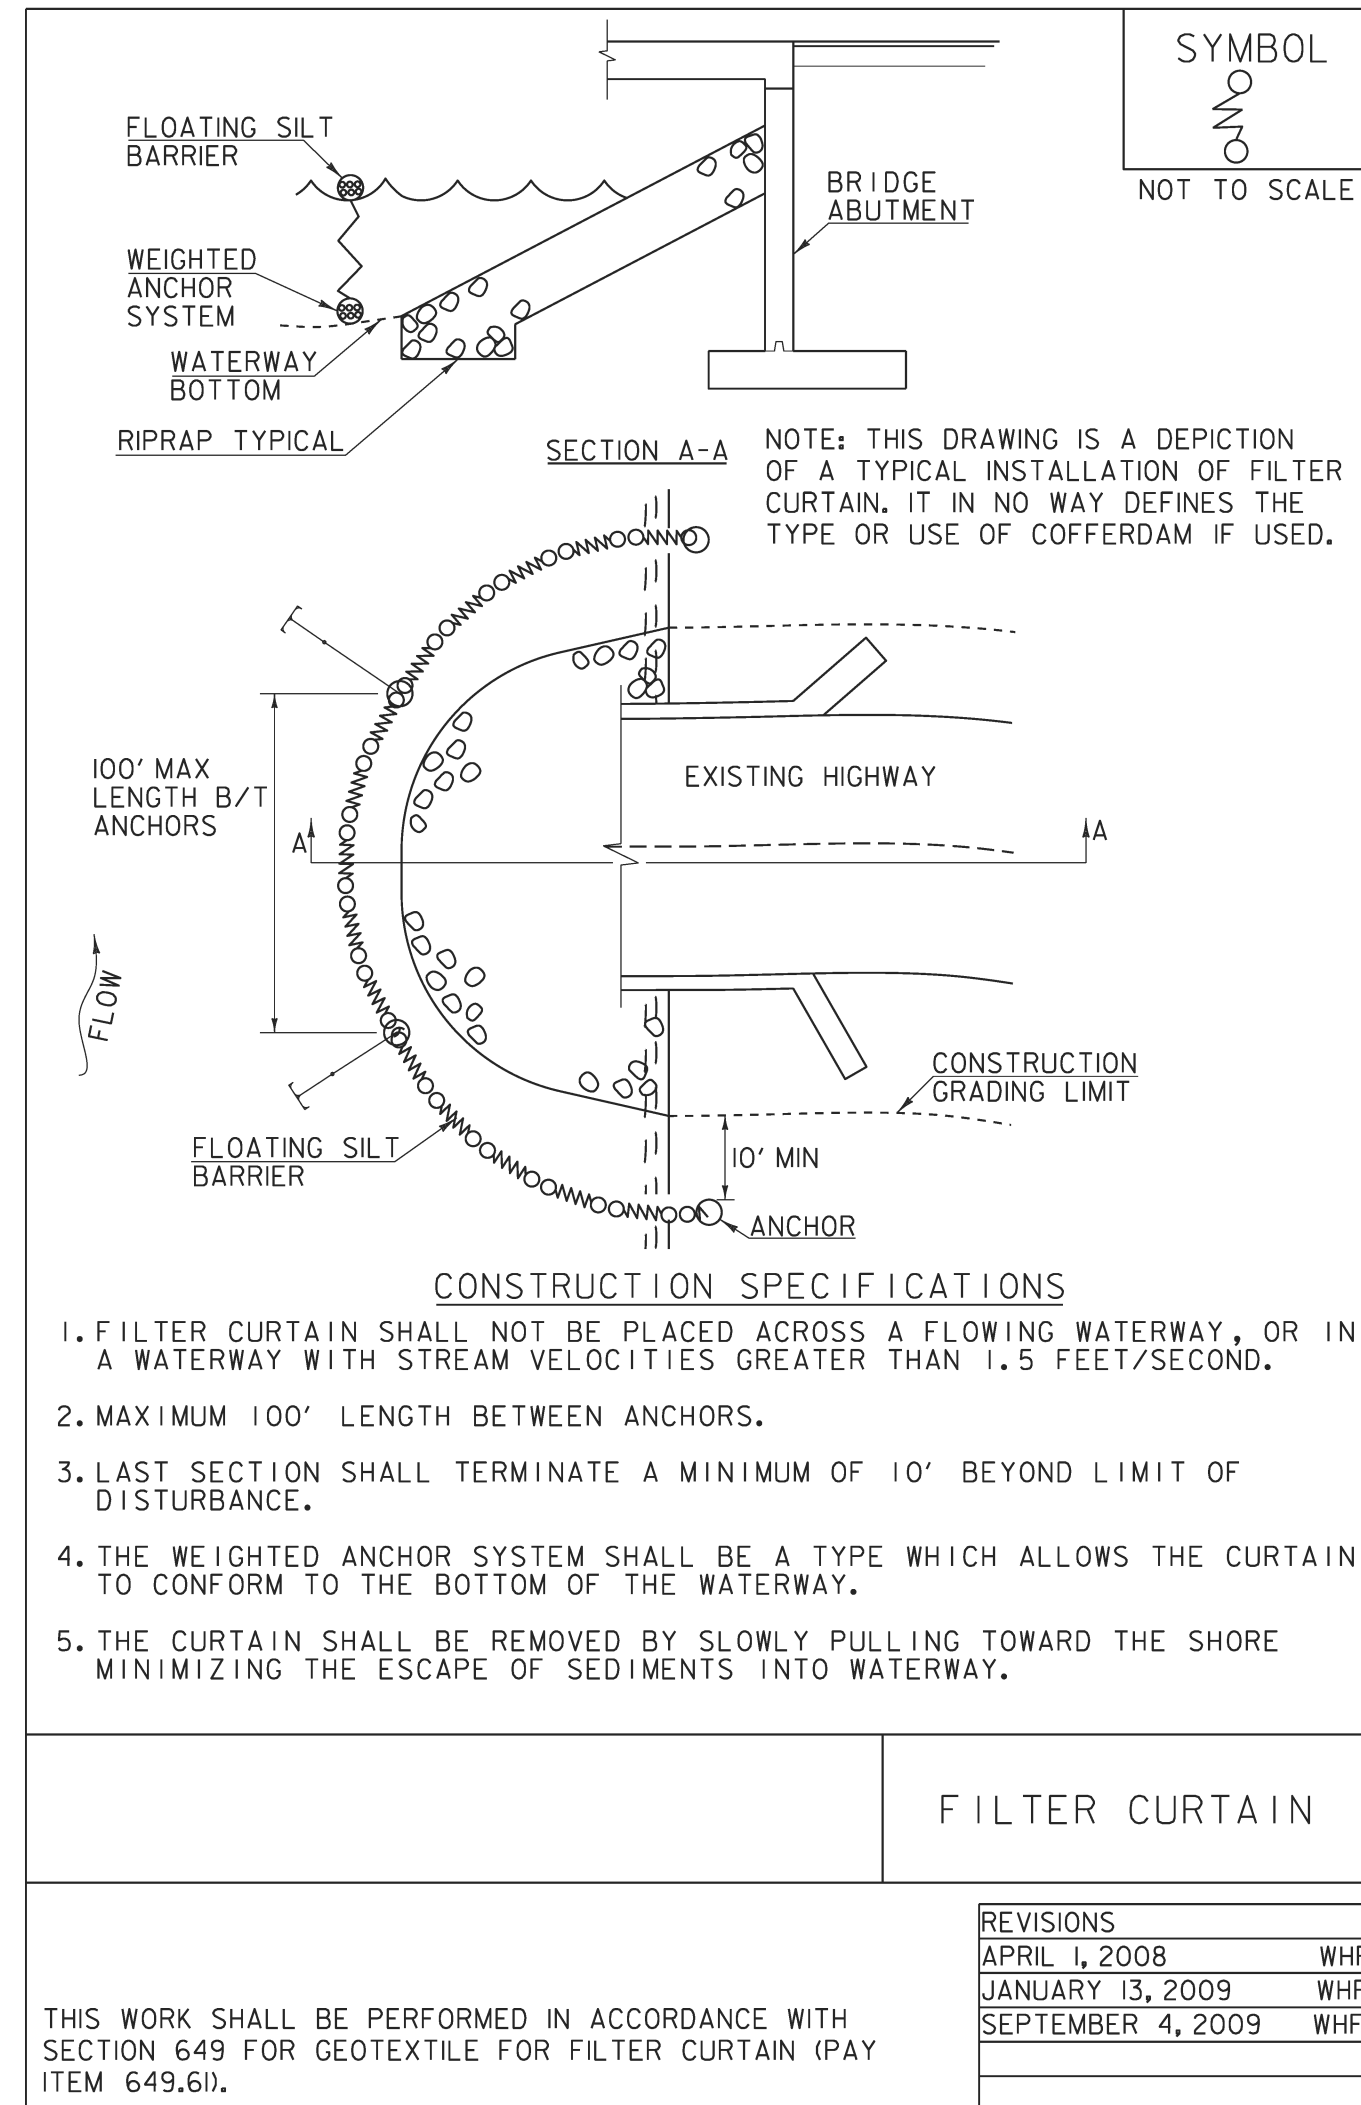 SYMBOL
NOT TO SCALE
FLOATING SILT
BARRIER
BRIDGE
ABUTMENT
WEIGHTED
ANCHOR
SYSTEM
WATERWAY
BOTTOM
RIPRAP TYPICAL
SECTION A-A
NOTE: THIS DRAWING IS A DEPICTION
OF A TYPICAL INSTALLATION OF FILTER
CURTAIN. IT IN NO WAY DEFINES THE
TYPE OR USE OF COFFERDAM IF USED.
100' MAX
LENGTH B/T
ANCHORS
EXISTING HIGHWAY
A
A
FLOW
CONSTRUCTION
GRADING LIMIT
FLOATING SILT
BARRIER
10' MIN
ANCHOR
CONSTRUCTION SPECIFICATIONS
1. FILTER CURTAIN SHALL NOT BE PLACED ACROSS A FLOWING WATERWAY, OR IN
A WATERWAY WITH STREAM VELOCITIES GREATER THAN 1.5 FEET/SECOND.
2. MAXIMUM 100' LENGTH BETWEEN ANCHORS.
3. LAST SECTION SHALL TERMINATE A MINIMUM OF 10' BEYOND LIMIT OF
DISTURBANCE.
4. THE WEIGHTED ANCHOR SYSTEM SHALL BE A TYPE WHICH ALLOWS THE CURTAIN
TO CONFORM TO THE BOTTOM OF THE WATERWAY.
5. THE CURTAIN SHALL BE REMOVED BY SLOWLY PULLING TOWARD THE SHORE
MINIMIZING THE ESCAPE OF SEDIMENTS INTO WATERWAY.
FILTER CURTAIN
REVISIONS
APRIL 1, 2008 WHF
JANUARY 13, 2009 WHF
SEPTEMBER 4, 2009 WHF
THIS WORK SHALL BE PERFORMED IN ACCORDANCE WITH
SECTION 649 FOR GEOTEXTILE FOR FILTER CURTAIN (PAY
ITEM 649.61).